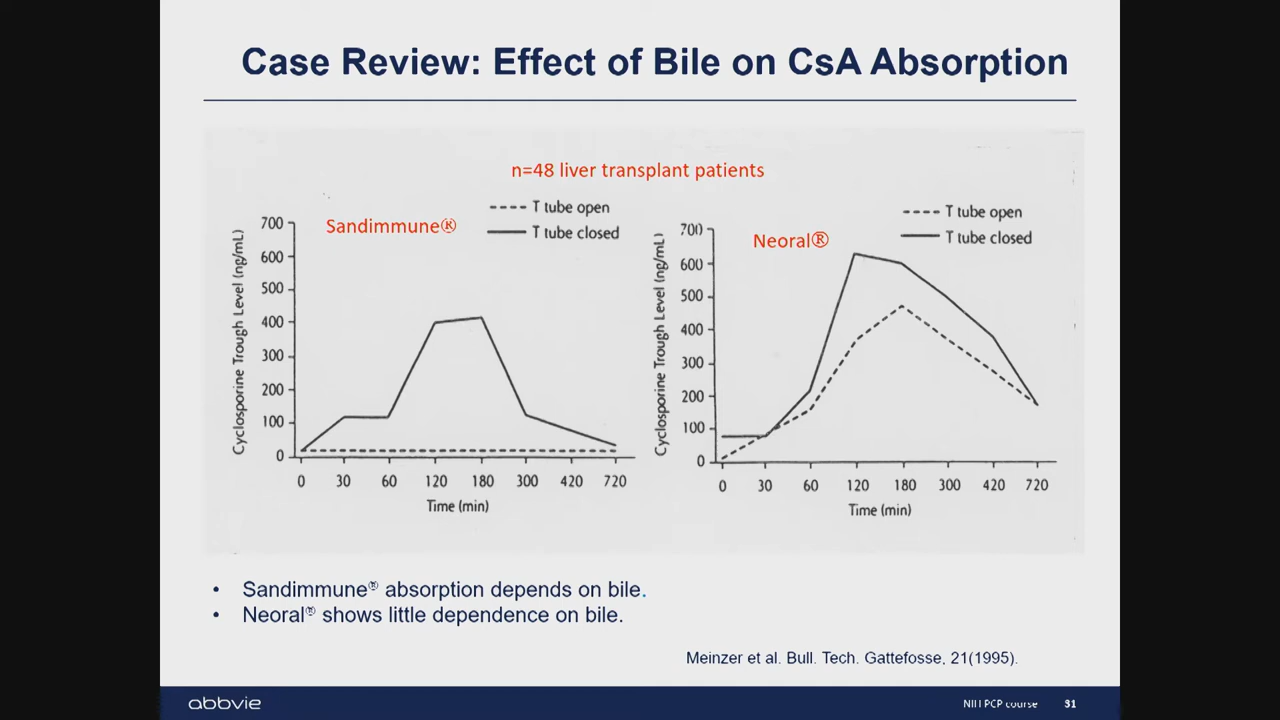 Case Review: Effect of Bile on CsA Absorption
n=48 liver transplant patients
Sandimmune®
T tube open
T tube closed
Cyclosporine Trough Level (ng/mL)
700
600
500
400
300
200
100
0
0 30 60 120 180 300 420 720
Time (min)
Neoral®
T tube open
T tube closed
Cyclosporine Trough Level (ng/mL)
700
600
500
400
300
200
100
0
0 30 60 120 180 300 420 720
Time (min)
• Sandimmune® absorption depends on bile.
• Neoral® shows little dependence on bile.
Meinzer et al. Bull. Tech. Gattefosse, 21(1995).
abbvie
NIH PCP course 31